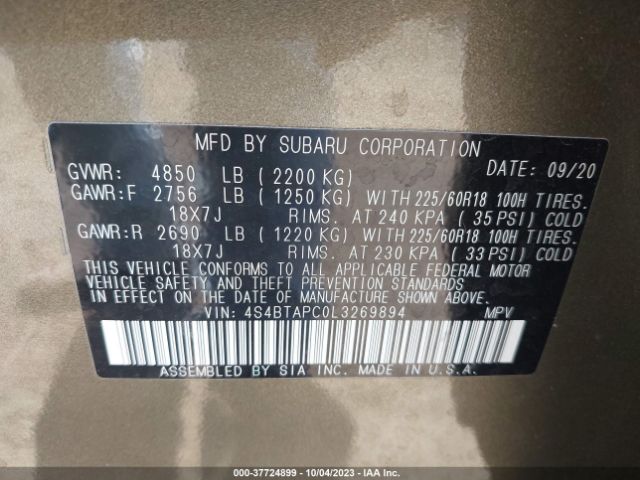 MFD BY SUBARU CORPORATION
GVWR: 4850 LB ( 2200 KG) DATE: 09/20
GAWR:F 2756 LB ( 1250 KG) WITH 225/60R18 100H TIRES.
18X7J RIMS. AT 240 KPA ( 35 PSI) COLD
GAWR:R 2690 LB ( 1220 KG) WITH 225/60R18 100H TIRES.
18X7J RIMS. AT 230 KPA ( 33 PSI) COLD
THIS VEHICLE CONFORMS TO ALL APPLICABLE FEDERAL MOTOR
VEHICLE SAFETY AND THEFT PREVENTION STANDARDS IN
EFFECT ON THE DATE OF MANUFACTURE SHOWN ABOVE.
VIN: 4S4BTAPC0L3269894 MPV
ASSEMBLED BY SIA INC. MADE IN U.S.A.
000-37724899 - 10/04/2023 - IAA Inc.